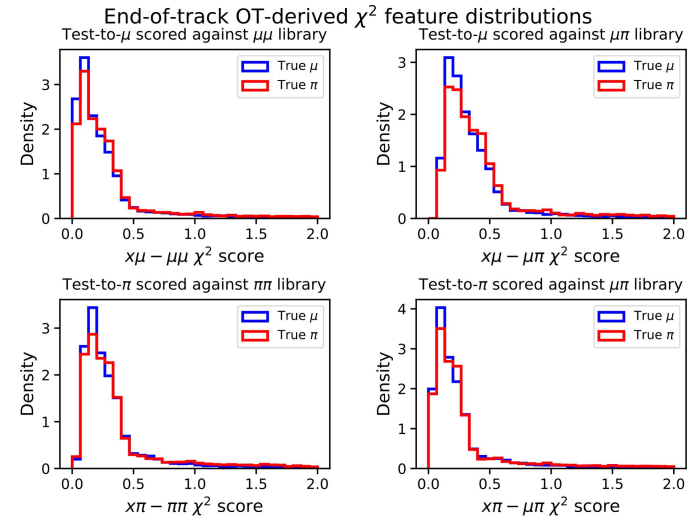 End-of-track OT-derived χ² feature distributions
Test-to-μ scored against μμ library
Test-to-μ scored against μπ library
Density
3
2
1
0
True μ
True π
0.0 0.5 1.0 1.5 2.0
xμ − μμ χ² score
Density
3
2
1
0
True μ
True π
0.0 0.5 1.0 1.5 2.0
xμ − μπ χ² score
Test-to-π scored against ππ library
Test-to-π scored against μπ library
Density
3
2
1
0
True μ
True π
0.0 0.5 1.0 1.5 2.0
xπ − ππ χ² score
Density
4
3
2
1
0
True μ
True π
0.0 0.5 1.0 1.5 2.0
xπ − μπ χ² score